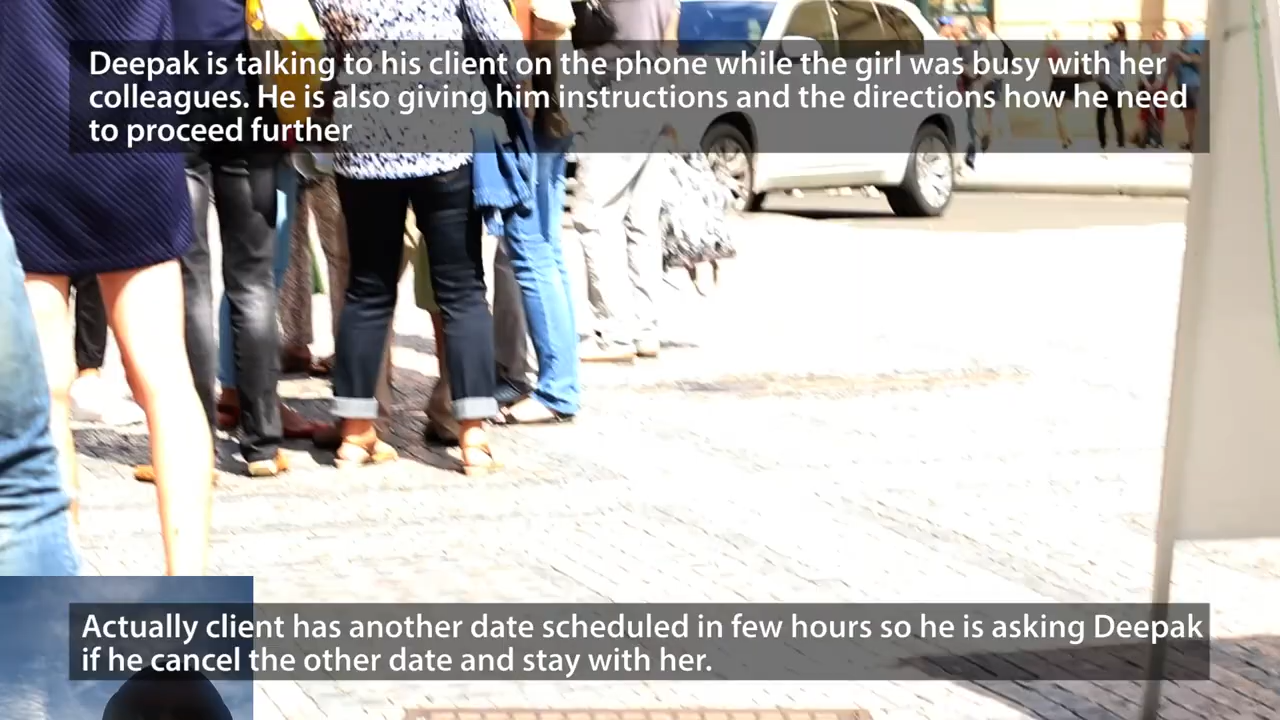 Deepak is talking to his client on the phone while the girl was busy with her
colleagues. He is also giving him instructions and the directions how he need
to proceed further
Actually client has another date scheduled in few hours so he is asking Deepak
if he cancel the other date and stay with her.